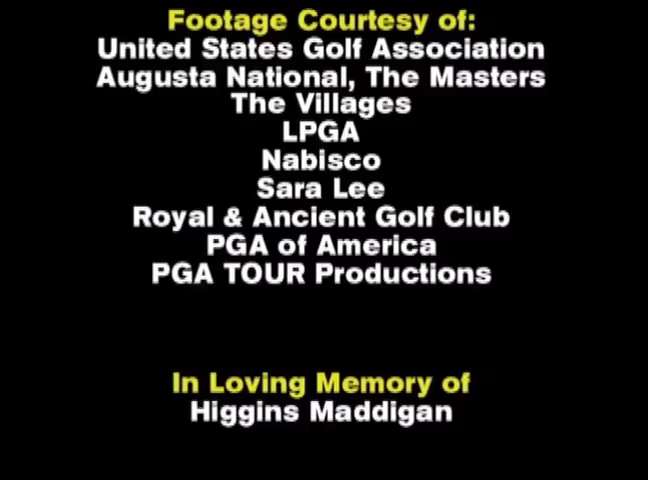 Footage Courtesy of:
United States Golf Association
Augusta National, The Masters
The Villages
LPGA
Nabisco
Sara Lee
Royal & Ancient Golf Club
PGA of America
PGA TOUR Productions
In Loving Memory of
Higgins Maddigan